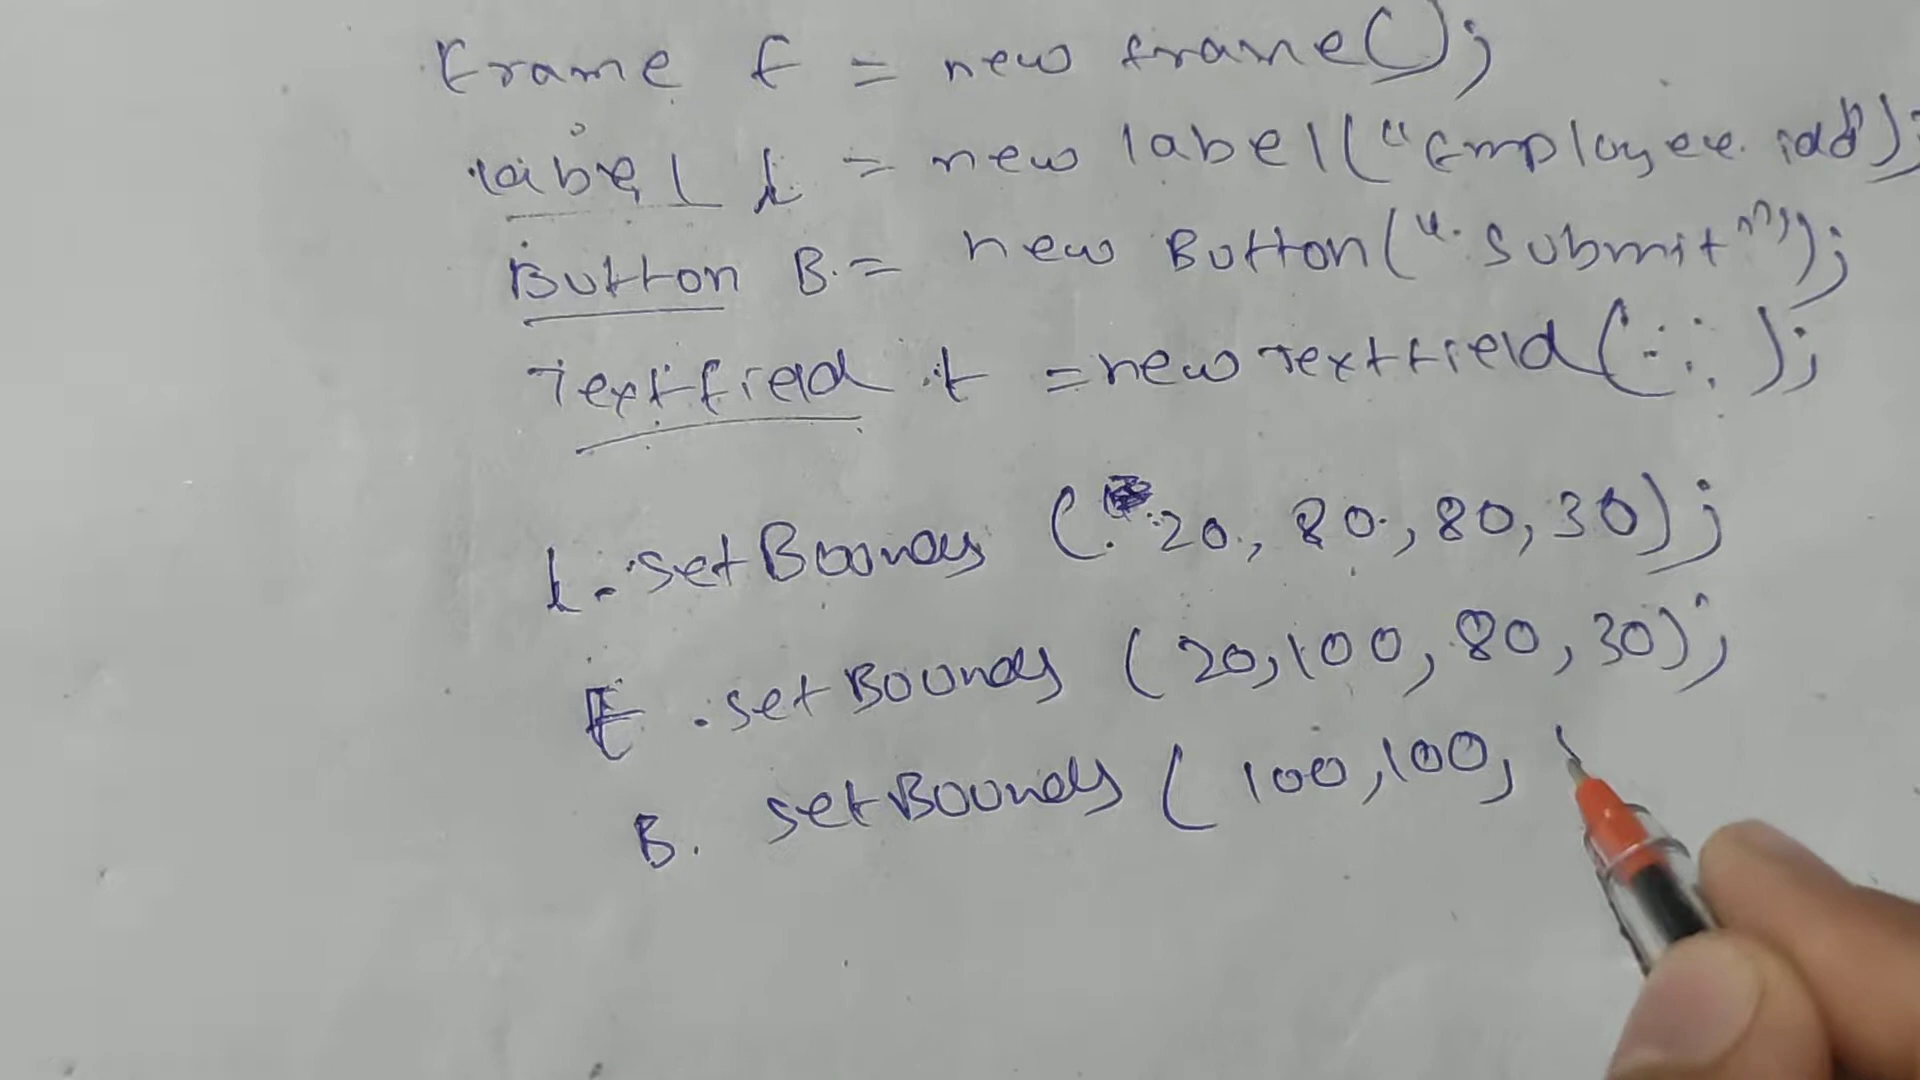 Frame f = new frame();
label l = new label("Employee id");
Button B = new Button("submit");
Textfield t = new Textfield( );
l.setBounds (20, 80, 80, 30);
t.setBounds (20, 100, 80, 30);
B. setBounds (100, 100,